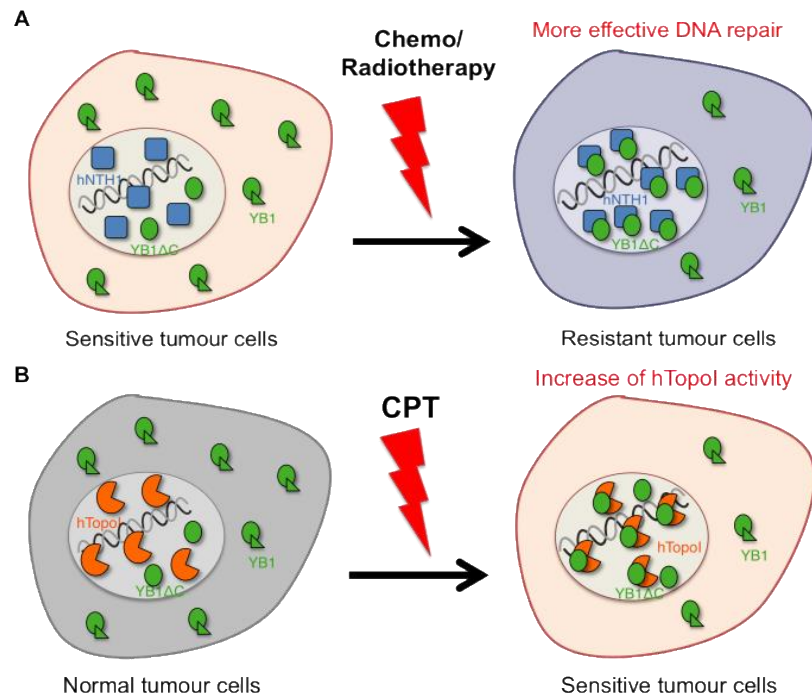 A
Chemo/
Radiotherapy
More effective DNA repair
hNTH1
YB1
YB1ΔC
hNTH1
YB1
YB1ΔC
Sensitive tumour cells
Resistant tumour cells
B
CPT
Increase of hTopoI activity
hTopoI
YB1
YB1ΔC
hTopoI
YB1
YB1ΔC
Normal tumour cells
Sensitive tumour cells